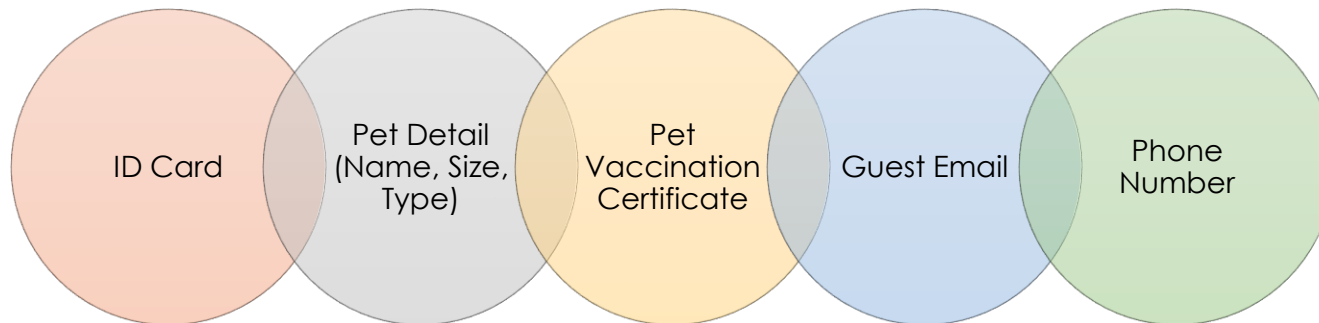 ID Card
Pet Detail
(Name, Size,
Type)
Pet
Vaccination
Certificate
Guest Email
Phone
Number